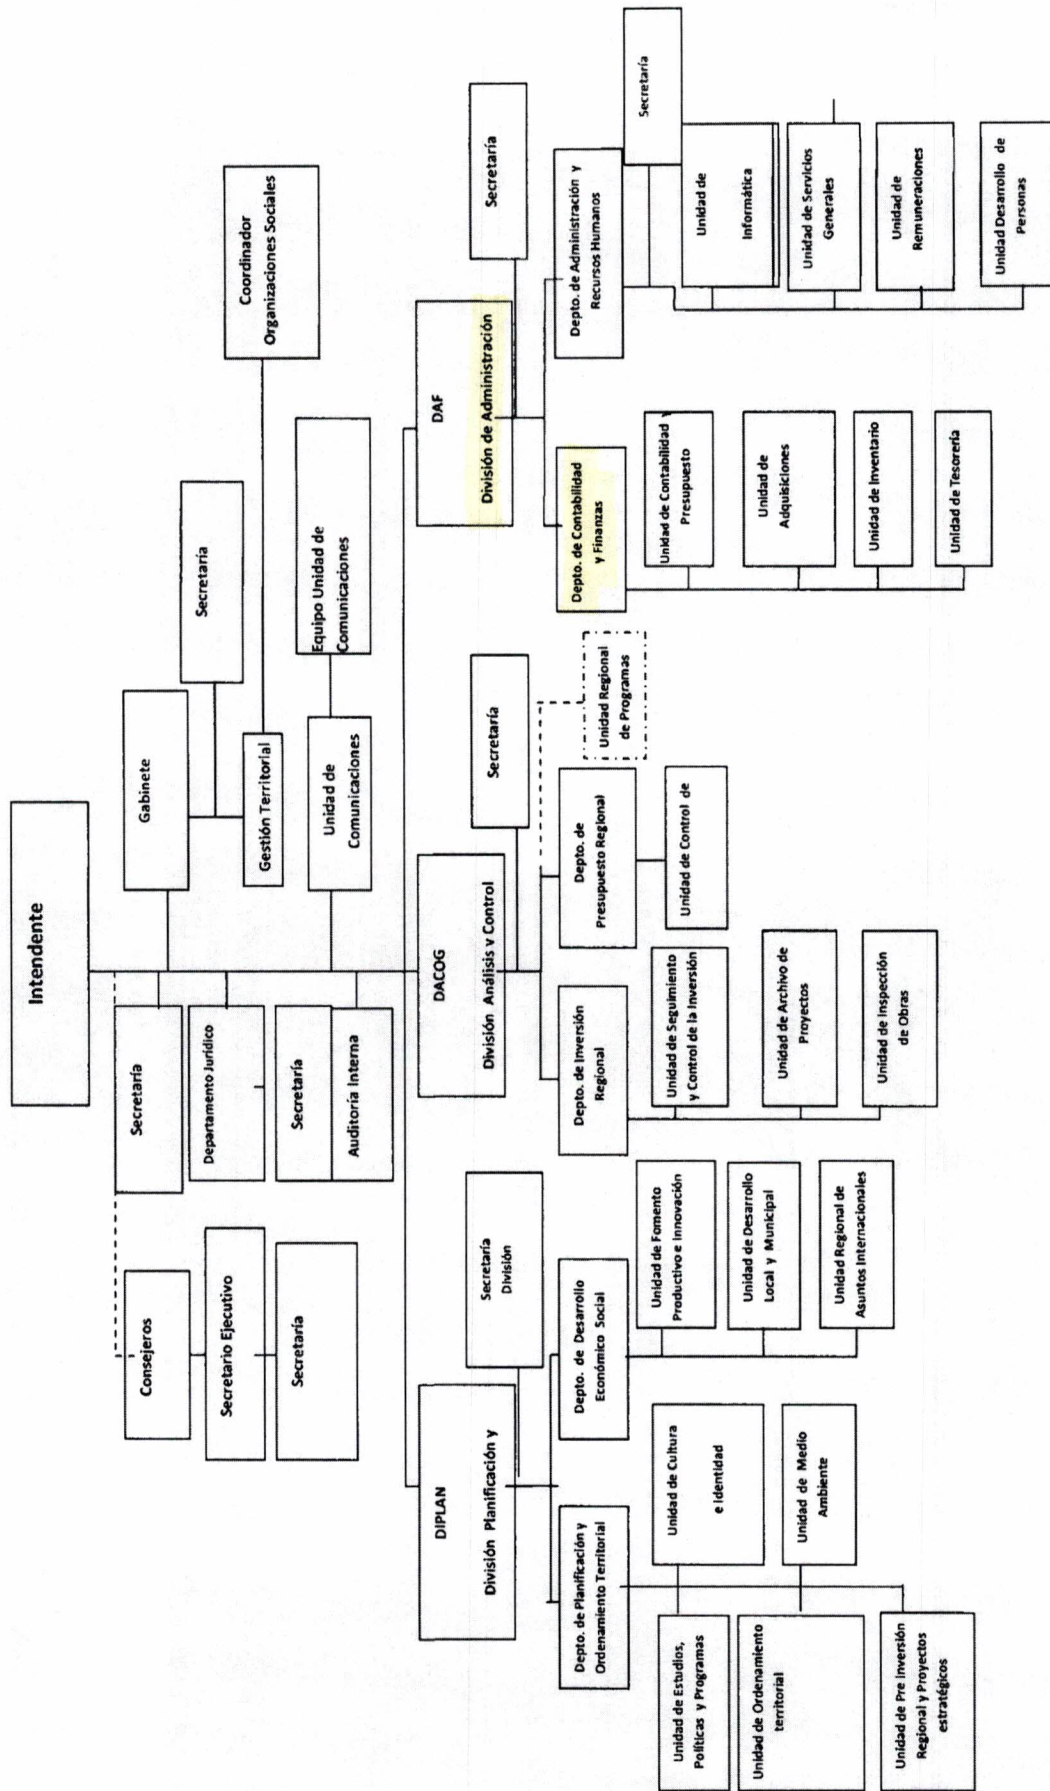 Intendente
Gabinete
Secretaría
Gestión Territorial
Coordinador
Organizaciones Sociales
Unidad de
Comunicaciones
Equipo Unidad de
Comunicaciones
Secretaría
Departamento Jurídico
Secretaría
Auditoría Interna
Consejeros
Secretario Ejecutivo
Secretaría
DIPLAN
División Planificación y
Secretaría
División
Depto. de Planificación y
Ordenamiento Territorial
Unidad de Estudios,
Políticas y Programas
Unidad de Cultura
e Identidad
Unidad de Ordenamiento
territorial
Unidad de Medio
Ambiente
Unidad de Pre Inversión
Regional y Proyectos
estratégicos
Depto. de Desarrollo
Económico Social
Unidad de Fomento
Productivo e Innovación
Unidad de Desarrollo
Local y Municipal
Unidad Regional de
Asuntos Internacionales
DACOG
División Análisis y Control
Secretaría
Depto. de Inversión
Regional
Unidad de Seguimiento
y Control de la Inversión
Unidad de Archivo de
Proyectos
Unidad de Inspección
de Obras
Depto. de
Presupuesto Regional
Unidad de Control de
Unidad Regional
de Programas
DAF
División de Administración
Secretaría
Depto. de Contabilidad
y Finanzas
Unidad de Contabilidad y
Presupuesto
Unidad de
Adquisiciones
Unidad de Inventario
Unidad de Tesorería
Depto. de Administración y
Recursos Humanos
Secretaría
Unidad de
Informática
Unidad de Servicios
Generales
Unidad de
Remuneraciones
Unidad Desarrollo de
Personas